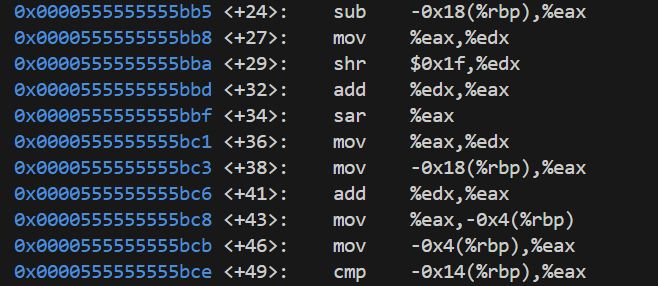 0x0000555555555bb5 <+24>: sub -0x18(%rbp),%eax
0x0000555555555bb8 <+27>: mov %eax,%edx
0x0000555555555bba <+29>: shr $0x1f,%edx
0x0000555555555bbd <+32>: add %edx,%eax
0x0000555555555bbf <+34>: sar %eax
0x0000555555555bc1 <+36>: mov %eax,%edx
0x0000555555555bc3 <+38>: mov -0x18(%rbp),%eax
0x0000555555555bc6 <+41>: add %edx,%eax
0x0000555555555bc8 <+43>: mov %eax,-0x4(%rbp)
0x0000555555555bcb <+46>: mov -0x4(%rbp),%eax
0x0000555555555bce <+49>: cmp -0x14(%rbp),%eax